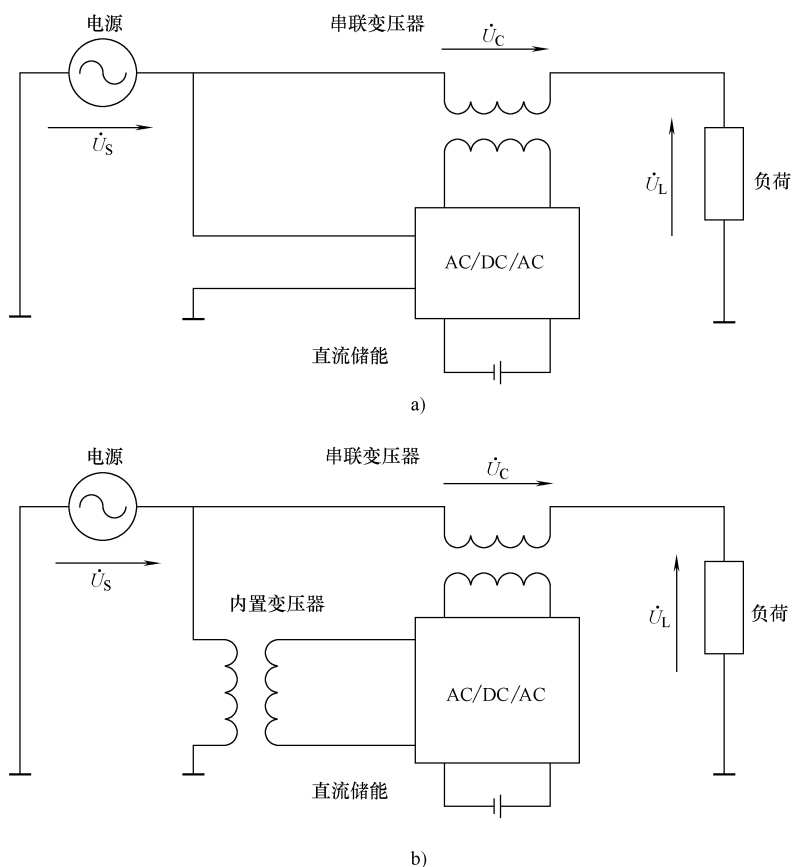 电源
串联变压器
U̇C
U̇S
U̇L
负荷
AC/DC/AC
直流储能
a)
电源
串联变压器
U̇C
U̇S
内置变压器
U̇L
负荷
AC/DC/AC
直流储能
b)